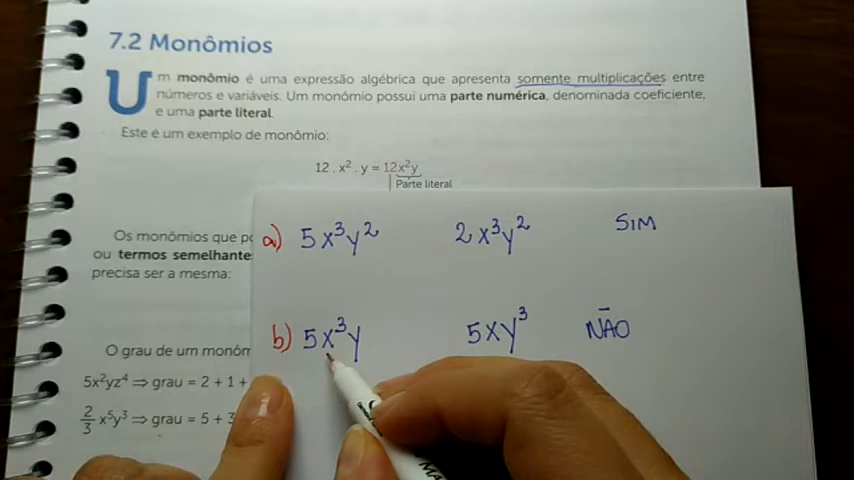 7.2 Monômios
Um monômio é uma expressão algébrica que apresenta somente multiplicações entre
números e variáveis. Um monômio possui uma parte numérica, denominada coeficiente,
e uma parte literal.
Este é um exemplo de monômio:
12 . x² . y = 12x²y
Parte literal
Os monômios que
ou termos semelhante
precisa ser a mesma:
a) 5x³y² 2x³y² SIM
b) 5x³y 5xy³ NÃO
O grau de um monôm
5x²yz⁴ ⇒ grau = 2 + 1 +
2/3 x⁵y³ ⇒ grau = 5 + 3